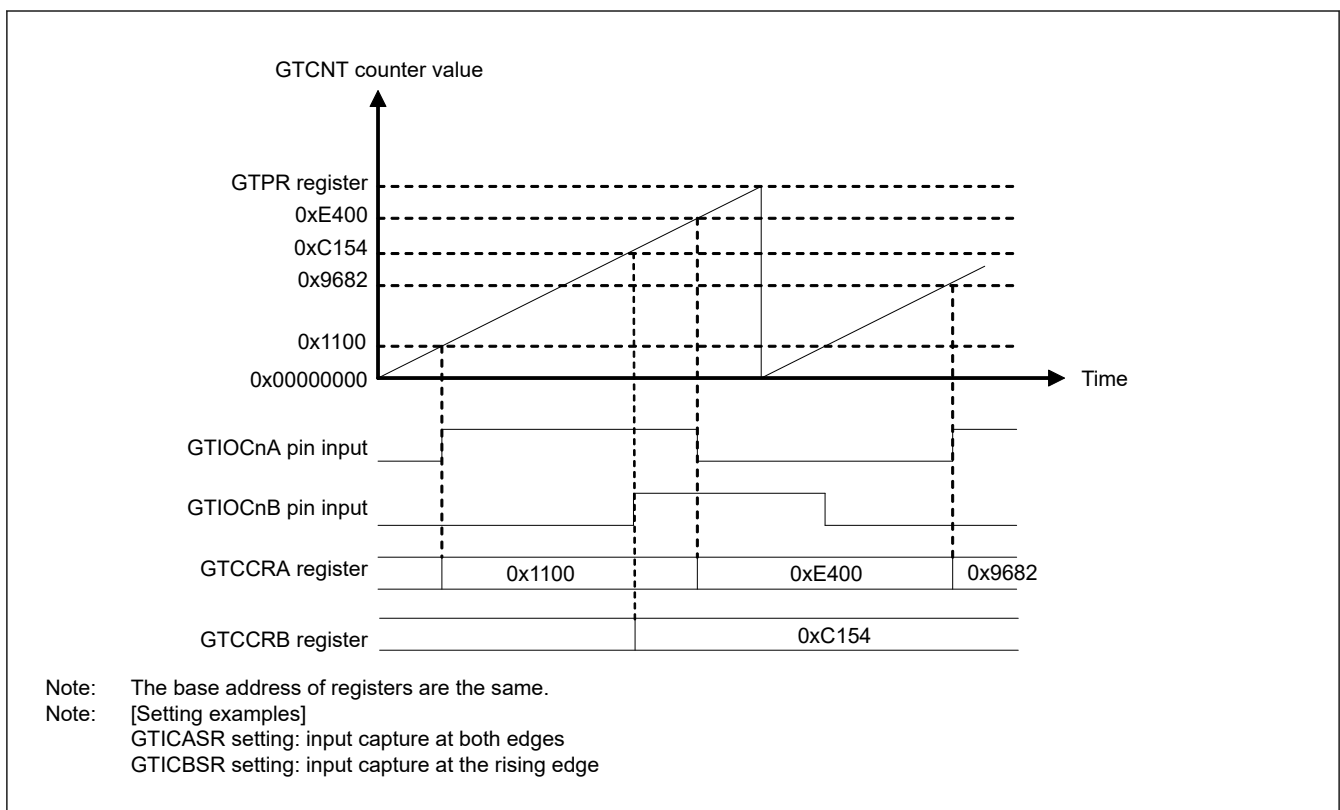 GTCNT counter value
GTPR register
0xE400
0xC154
0x9682
0x1100
0x00000000
Time
GTIOCnA pin input
GTIOCnB pin input
GTCCRA register
0x1100
0xE400
0x9682
GTCCRB register
0xC154
Note: The base address of registers are the same.
Note: [Setting examples]
GTICASR setting: input capture at both edges
GTICBSR setting: input capture at the rising edge